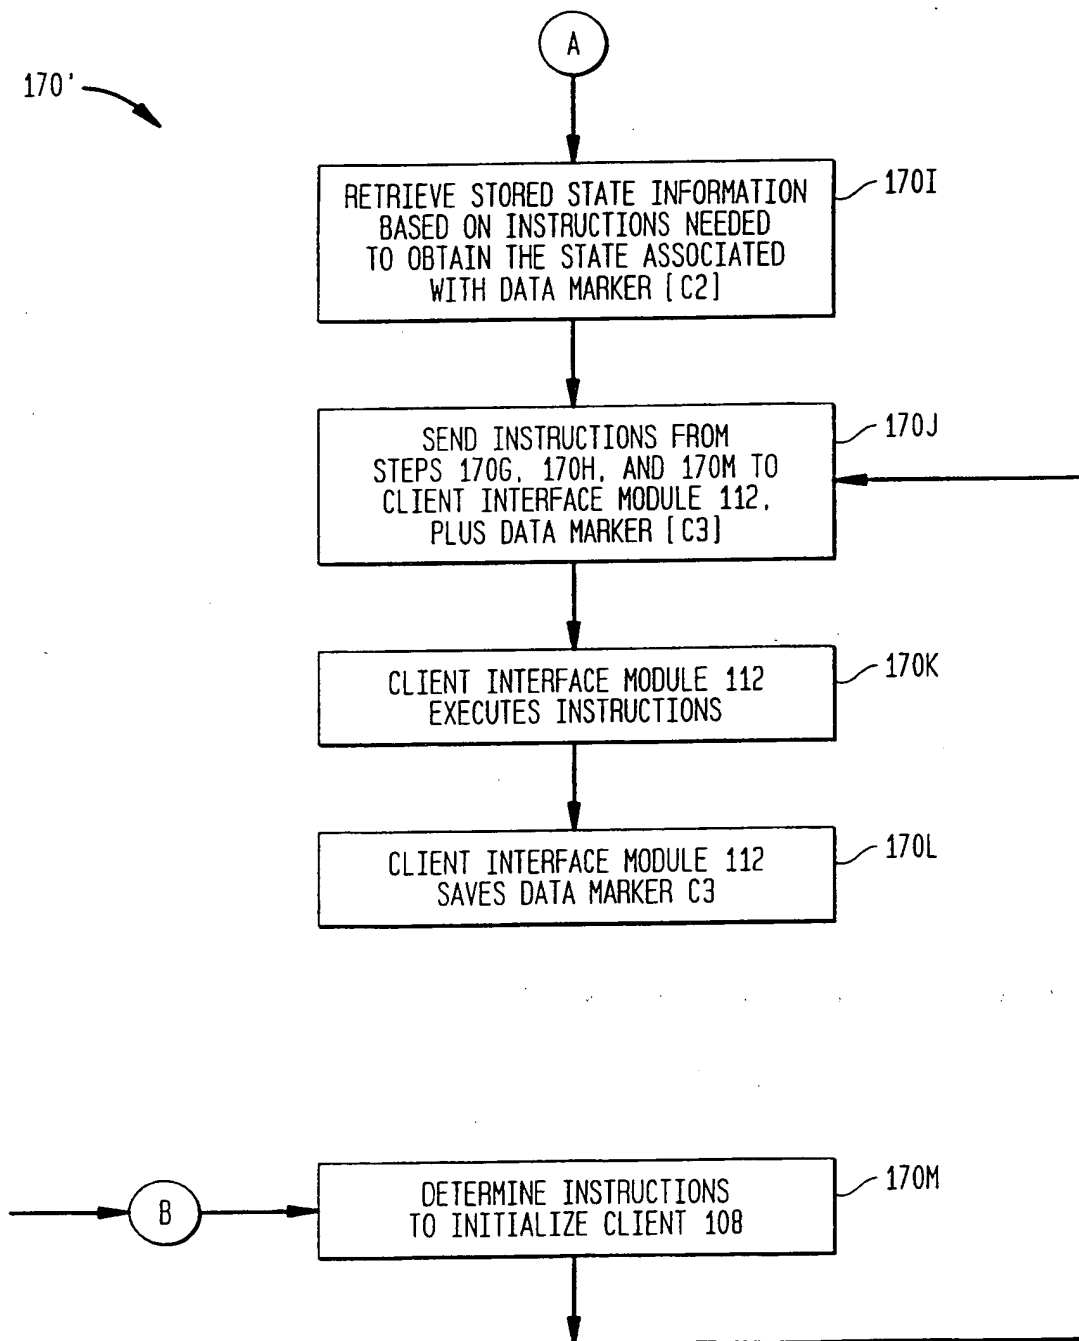 A
170'
RETRIEVE STORED STATE INFORMATION
BASED ON INSTRUCTIONS NEEDED
TO OBTAIN THE STATE ASSOCIATED
WITH DATA MARKER [C2]
170I
SEND INSTRUCTIONS FROM
STEPS 170G, 170H, AND 170M TO
CLIENT INTERFACE MODULE 112,
PLUS DATA MARKER [C3]
170J
CLIENT INTERFACE MODULE 112
EXECUTES INSTRUCTIONS
170K
CLIENT INTERFACE MODULE 112
SAVES DATA MARKER C3
170L
B
DETERMINE INSTRUCTIONS
TO INITIALIZE CLIENT 108
170M